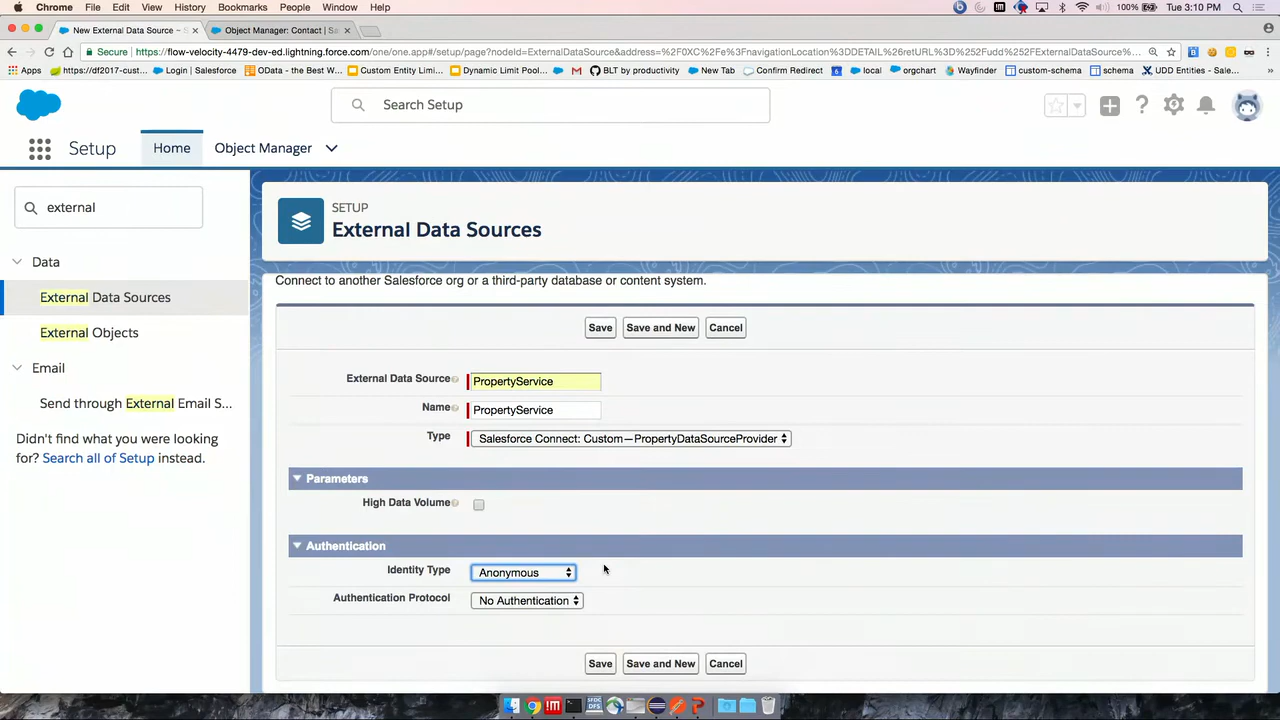 Chrome File Edit View History Bookmarks People Window Help 100% Tue 3:10 PM
New External Data Source ~ s × Object Manager: Contact | Sa ×
Secure https://flow-velocity-4479-dev-ed.lightning.force.com/one/one.app#/setup/page?nodeId=ExternalDataSource&address=%2F0XC%2Fe%3FnavigationLocation%3DDETAIL%26retURL%3D%252Fudd%252FExternalDataSource%...
Apps https://df2017-cust... Login | Salesforce OData - the Best W... Custom Entity Limi... Dynamic Limit Pool... BLT by productivity New Tab Confirm Redirect local orgchart Wayfinder custom-schema schema UDD Entities - Sale... »
Search Setup
Setup Home Object Manager
external
SETUP
External Data Sources
Data
External Data Sources
External Objects
Email
Send through External Email S...
Didn't find what you were looking
for? Search all of Setup instead.
Connect to another Salesforce org or a third-party database or content system.
Save Save and New Cancel
External Data Source PropertyService
Name PropertyService
Type Salesforce Connect: Custom—PropertyDataSourceProvider
Parameters
High Data Volume
Authentication
Identity Type Anonymous
Authentication Protocol No Authentication
Save Save and New Cancel